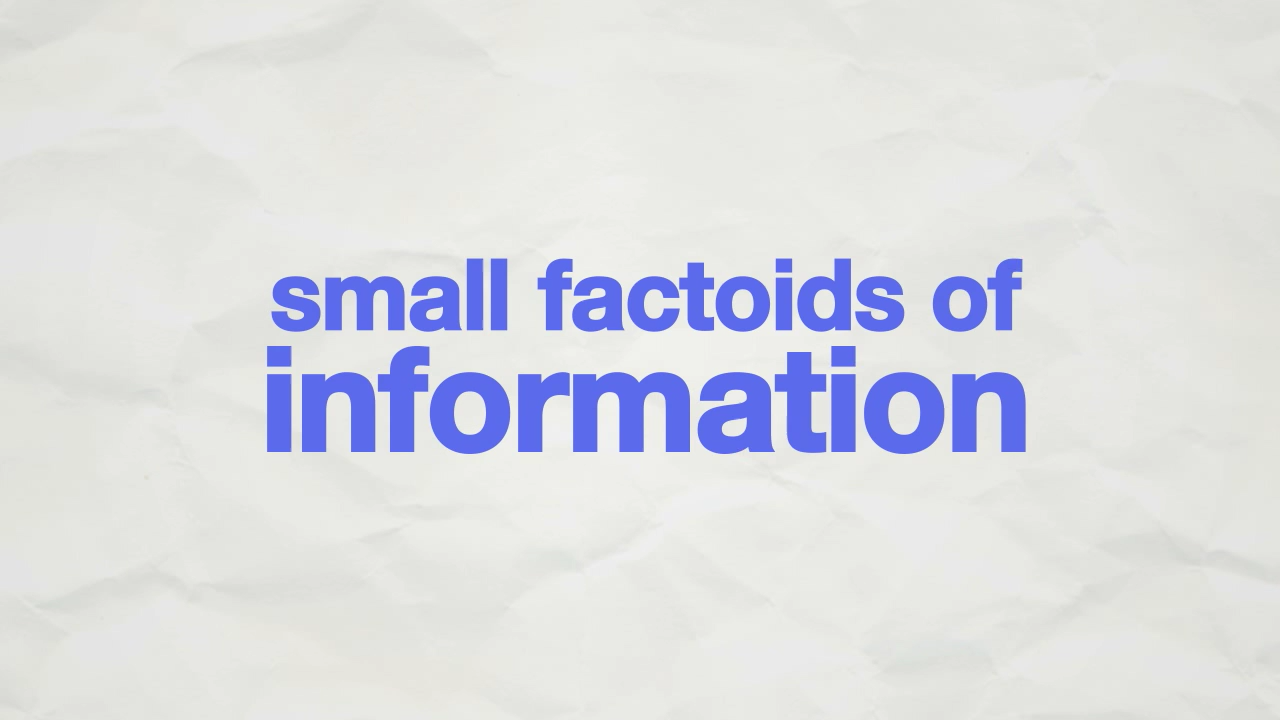 small factoids of
information